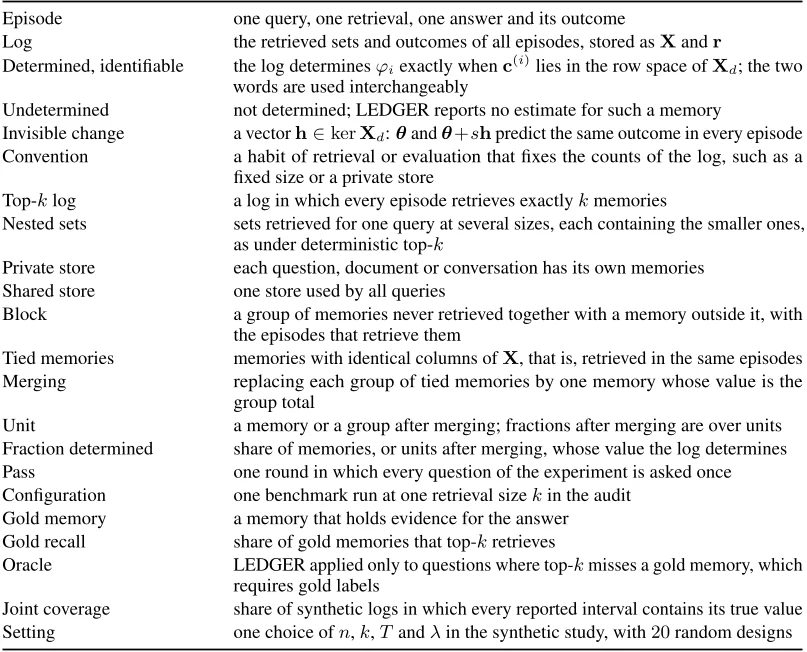 Episode one query, one retrieval, one answer and its outcome
Log the retrieved sets and outcomes of all episodes, stored as X and r
Determined, identifiable the log determines φᵢ exactly when c⁽ⁱ⁾ lies in the row space of X_d; the two
words are used interchangeably
Undetermined not determined; LEDGER reports no estimate for such a memory
Invisible change a vector h ∈ ker X_d: θ and θ+sh predict the same outcome in every episode
Convention a habit of retrieval or evaluation that fixes the counts of the log, such as a
fixed size or a private store
Top-k log a log in which every episode retrieves exactly k memories
Nested sets sets retrieved for one query at several sizes, each containing the smaller ones,
as under deterministic top-k
Private store each question, document or conversation has its own memories
Shared store one store used by all queries
Block a group of memories never retrieved together with a memory outside it, with
the episodes that retrieve them
Tied memories memories with identical columns of X, that is, retrieved in the same episodes
Merging replacing each group of tied memories by one memory whose value is the
group total
Unit a memory or a group after merging; fractions after merging are over units
Fraction determined share of memories, or units after merging, whose value the log determines
Pass one round in which every question of the experiment is asked once
Configuration one benchmark run at one retrieval size k in the audit
Gold memory a memory that holds evidence for the answer
Gold recall share of gold memories that top-k retrieves
Oracle LEDGER applied only to questions where top-k misses a gold memory, which
requires gold labels
Joint coverage share of synthetic logs in which every reported interval contains its true value
Setting one choice of n, k, T and λ in the synthetic study, with 20 random designs